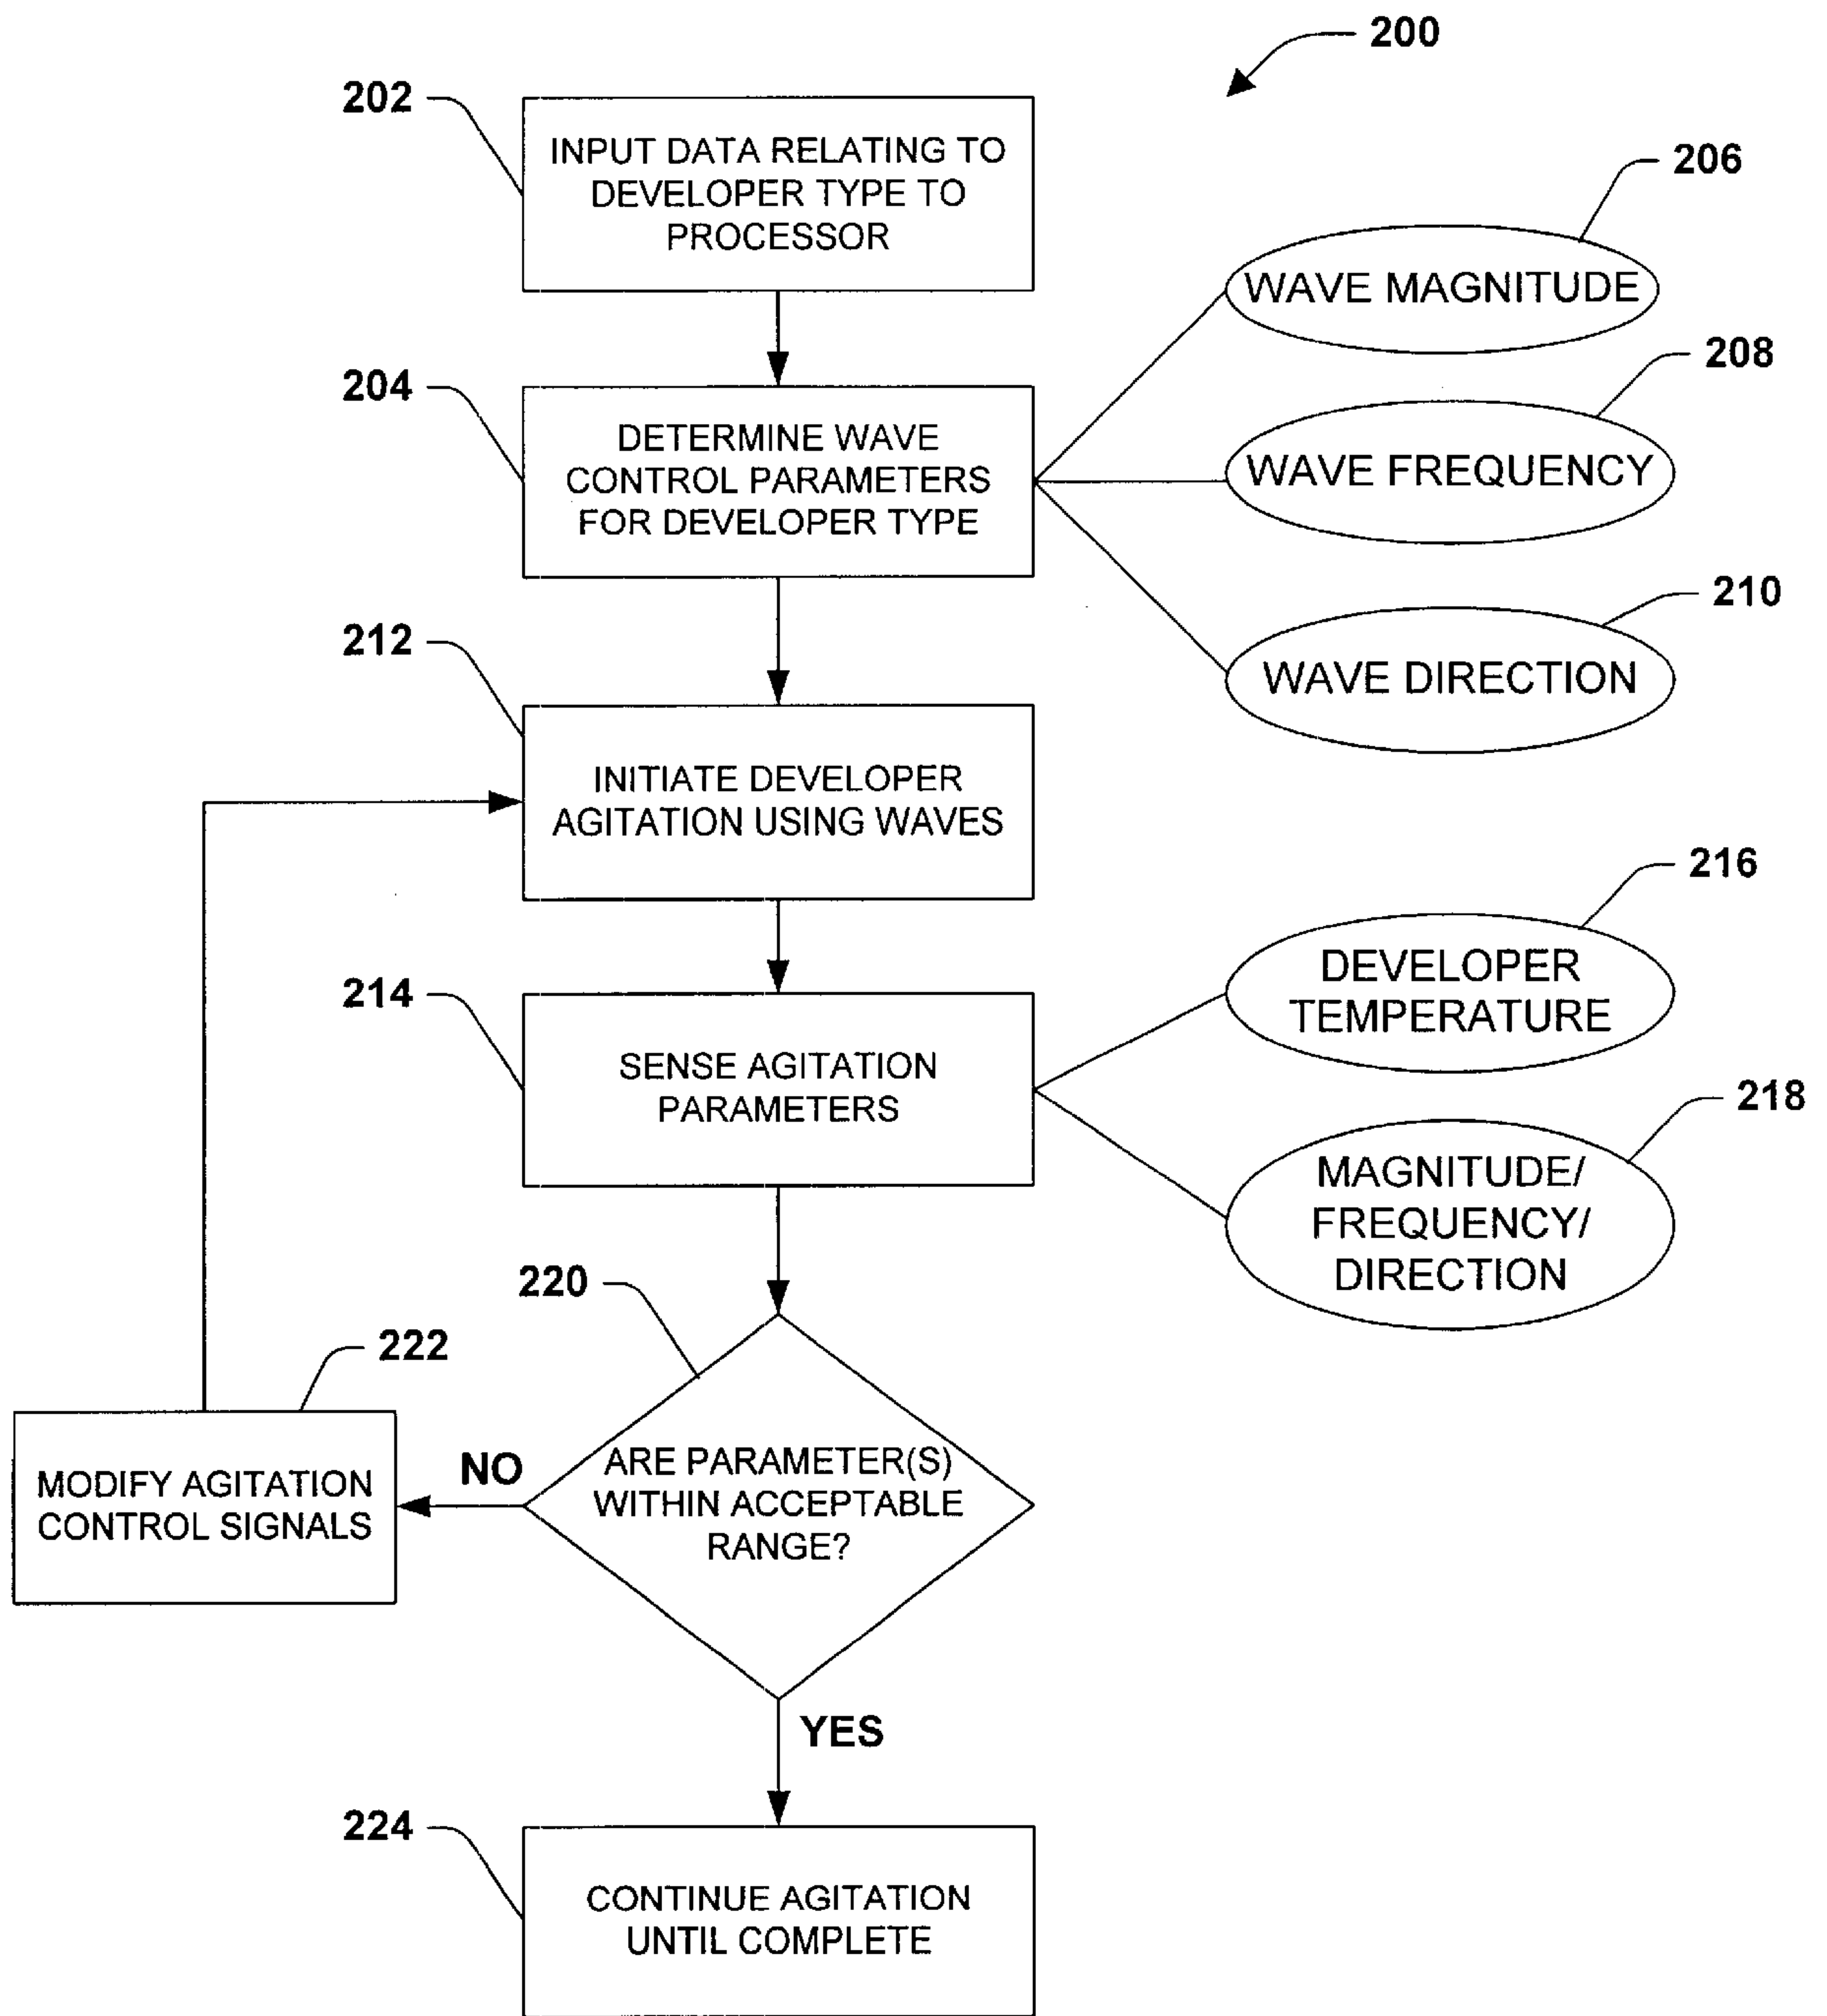 200
202
INPUT DATA RELATING TO
DEVELOPER TYPE TO
PROCESSOR
206
WAVE MAGNITUDE
204
DETERMINE WAVE
CONTROL PARAMETERS
FOR DEVELOPER TYPE
208
WAVE FREQUENCY
210
WAVE DIRECTION
212
INITIATE DEVELOPER
AGITATION USING WAVES
214
SENSE AGITATION
PARAMETERS
216
DEVELOPER
TEMPERATURE
218
MAGNITUDE/
FREQUENCY/
DIRECTION
220
ARE PARAMETER(S)
WITHIN ACCEPTABLE
RANGE?
NO
222
MODIFY AGITATION
CONTROL SIGNALS
YES
224
CONTINUE AGITATION
UNTIL COMPLETE